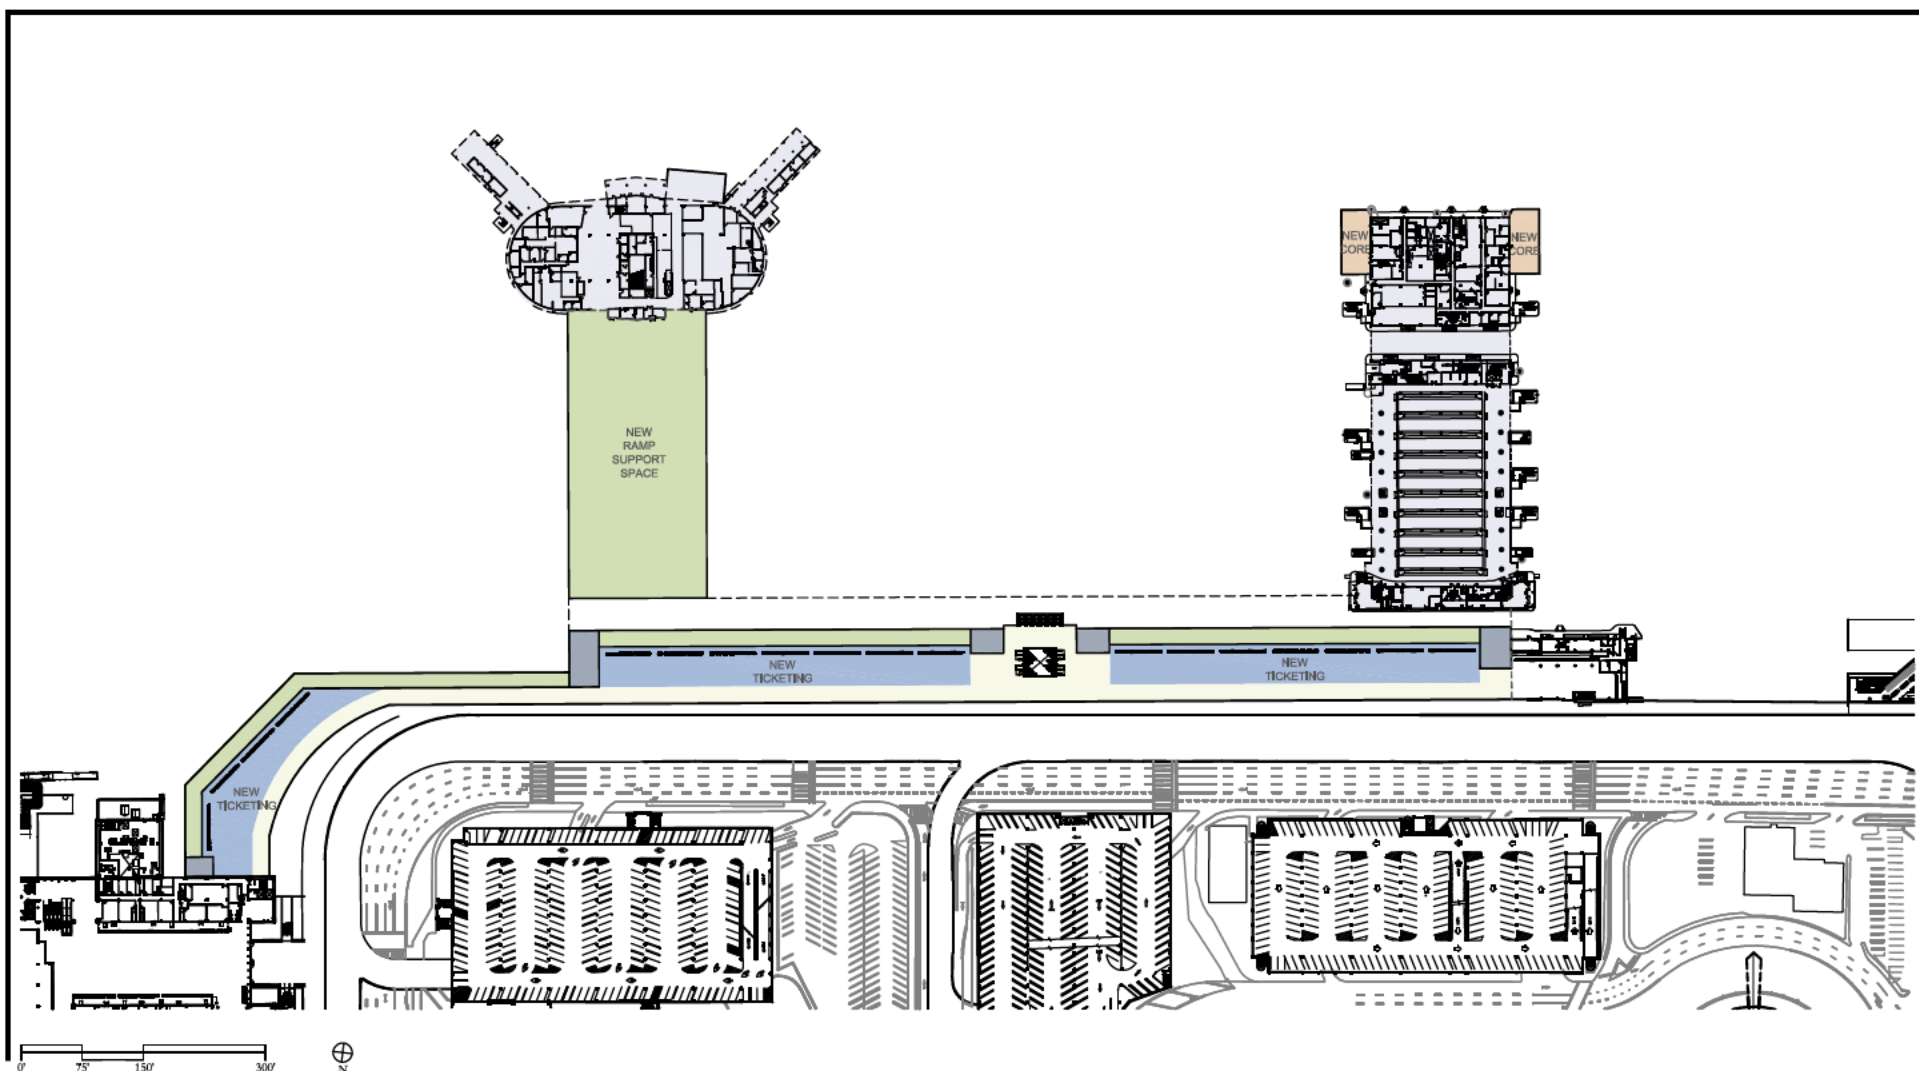 NEW
CORE
NEW
CORE
NEW
RAMP
SUPPORT
SPACE
NEW
TICKETING
NEW
TICKETING
NEW
TICKETING
0'
75'
150'
300'
N